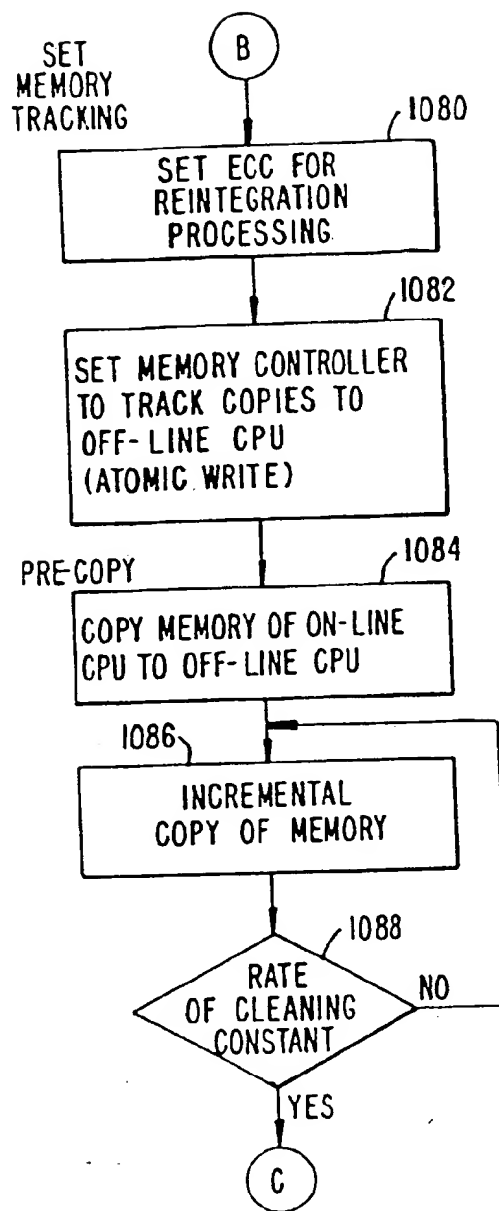 B
SET
MEMORY
TRACKING
1080
SET ECC FOR
REINTEGRATION
PROCESSING
1082
SET MEMORY CONTROLLER
TO TRACK COPIES TO
OFF-LINE CPU
(ATOMIC WRITE)
PRE-COPY
1084
COPY MEMORY OF ON-LINE
CPU TO OFF-LINE CPU
1086
INCREMENTAL
COPY OF MEMORY
1088
RATE
OF CLEANING
CONSTANT
NO
YES
C